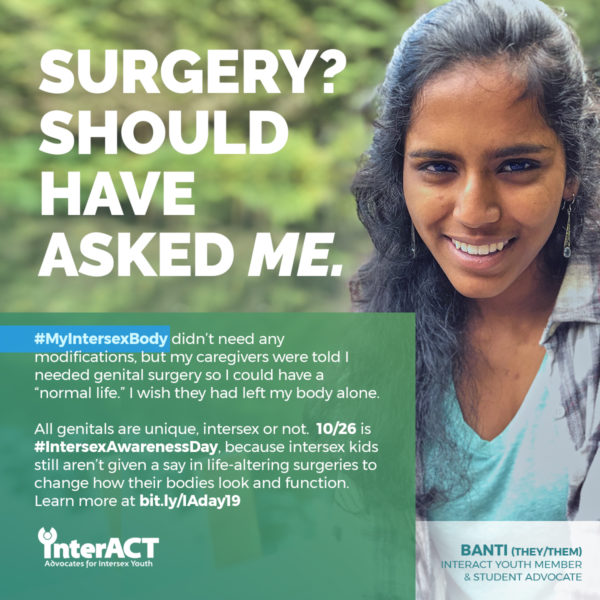 SURGERY?
SHOULD
HAVE
ASKED ME.
#MyIntersexBody didn’t need any
modifications, but my caregivers were told I
needed genital surgery so I could have a
“normal life.” I wish they had left my body alone.
All genitals are unique, intersex or not. 10/26 is
#IntersexAwarenessDay, because intersex kids
still aren’t given a say in life-altering surgeries to
change how their bodies look and function.
Learn more at bit.ly/IAday19
interACT
Advocates for Intersex Youth
BANTI (THEY/THEM)
INTERACT YOUTH MEMBER
& STUDENT ADVOCATE